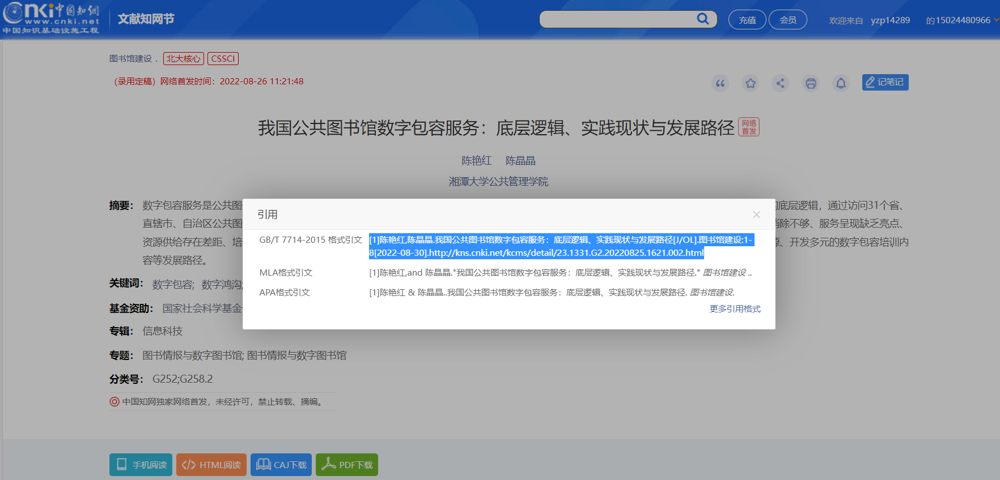 Cnki中国知网
www.cnki.net
中国知识基础设施工程
文献知网节
充值
会员
欢迎来自 yzp14289 的15024480966
图书馆建设 . 北大核心 CSSCI
（录用定稿）网络首发时间：2022-08-26 11:21:48
记笔记
我国公共图书馆数字包容服务：底层逻辑、实践现状与发展路径 网络首发
陈艳红 陈晶晶
湘潭大学公共管理学院
摘要： 数字包容服务是公共图 底层逻辑，通过访问31个省、
直辖市、自治区公共图 消除不够、服务呈现缺乏亮点、
资源供给存在差距、培 源、开发多元的数字包容培训内
容等发展路径。
引用
GB/T 7714-2015 格式引文 [1]陈艳红,陈晶晶.我国公共图书馆数字包容服务：底层逻辑、实践现状与发展路径[J/OL].图书馆建设:1-
8[2022-08-30].http://kns.cnki.net/kcms/detail/23.1331.G2.20220825.1621.002.html
MLA格式引文 [1]陈艳红,and 陈晶晶."我国公共图书馆数字包容服务：底层逻辑、实践现状与发展路径." 图书馆建设 ..
APA格式引文 [1]陈艳红 & 陈晶晶..我国公共图书馆数字包容服务：底层逻辑、实践现状与发展路径. 图书馆建设.
更多引用格式
关键词： 数字包容; 数字鸿沟;
基金资助： 国家社会科学基金
专辑： 信息科技
专题： 图书情报与数字图书馆; 图书情报与数字图书馆
分类号： G252;G258.2
中国知网独家网络首发，未经许可，禁止转载、摘编。
手机阅读
HTML阅读
CAJ下载
PDF下载